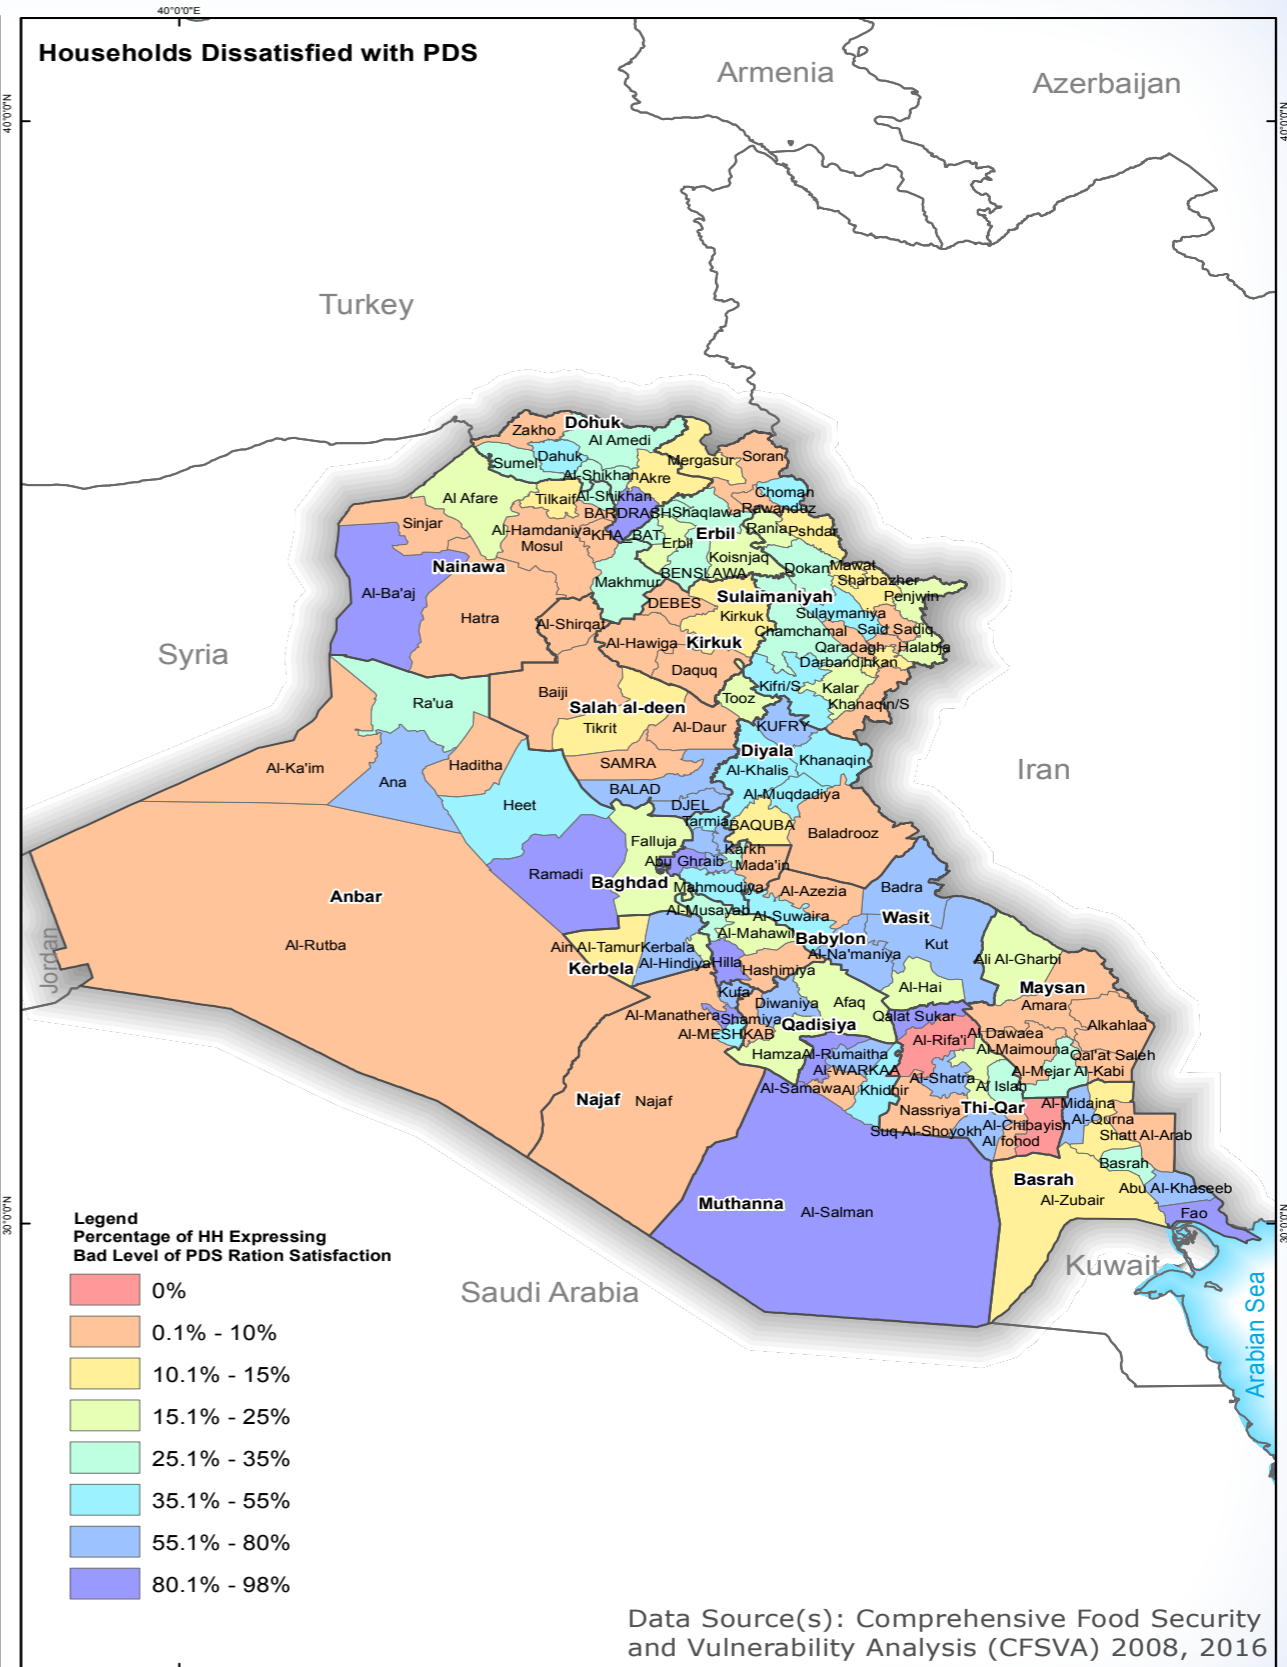 40°0'0"E
Households Dissatisfied with PDS
Armenia
Azerbaijan
40°0'0"N
40°0'0"N
Turkey
Dohuk
Zakho
Al Amedi
Dahuk
Sumel
Mergasur
Soran
Al-Shikhan
Akre
Choman
Al Afare
Tilkaif
Al-Shikhan
Rawanduz
BARDRASH
Shaqlawa
Sinjar
Al-Hamdaniya
KHA_BAT
Erbil
Rania
Pshdar
Mosul
Erbil
Koisnjaq
Nainawa
BENSLAWA
Dokan
Mawat
Makhmur
Sharbazher
Al-Ba'aj
Sulaimaniyah
Penjwin
DEBES
Hatra
Kirkuk
Sulaymaniya
Al-Shirqat
Chamchamal
Said Sadiq
Al-Hawiga
Kirkuk
Qaradagh
Halabja
Syria
Daquq
Darbandihkan
Kifri/S
Kalar
Baiji
Tooz
Khanaqin/S
Ra'ua
Salah al-deen
Tikrit
Al-Daur
KUFRY
Diyala
SAMRA
Khanaqin
Al-Ka'im
Haditha
Al-Khalis
Iran
Ana
BALAD
Al-Muqdadiya
Heet
DJEL
Tarmia
BAQUBA
Baladrooz
Falluja
Karkh
Abu Ghraib
Mada'in
Ramadi
Baghdad
Mahmoudiya
Al-Azezia
Badra
Anbar
Al-Musayab
Al-Suwaira
Wasit
Al-Mahawil
Babylon
Al-Rutba
Ain Al-Tamur
Kerbala
Al-Na'maniya
Kut
Jordan
Kerbela
Al-Hindiya
Hilla
Hashimiya
Ali Al-Gharbi
Al-Hai
Maysan
Kufa
Diwaniya
Afaq
Amara
Al-Manathera
Shamiya
Qalat Sukar
Alkahlaa
Al-MESHKAB
Qadisiya
Al-Rifa'i
Al Dawaea
Hamza
Al-Rumaitha
Al-Maimouna
Qal'at Saleh
Al-WARKAA
Al-Shatra
Al-Mejar Al-Kabi
Al-Samawa
Al Khidhir
Al Islah
Najaf
Najaf
Nassriya
Thi-Qar
Al-Midaina
Suq Al-Shoyokh
Al-Chibayish
Al-Qurna
Al fohod
Shatt Al-Arab
Basrah
Basrah
Abu Al-Khaseeb
Muthanna
Al-Salman
Al-Zubair
Fao
30°0'0"N
30°0'0"N
Legend
Percentage of HH Expressing
Bad Level of PDS Ration Satisfaction
Kuwait
Saudi Arabia
Arabian Sea
0%
0.1% - 10%
10.1% - 15%
15.1% - 25%
25.1% - 35%
35.1% - 55%
55.1% - 80%
80.1% - 98%
Data Source(s): Comprehensive Food Security
and Vulnerability Analysis (CFSVA) 2008, 2016